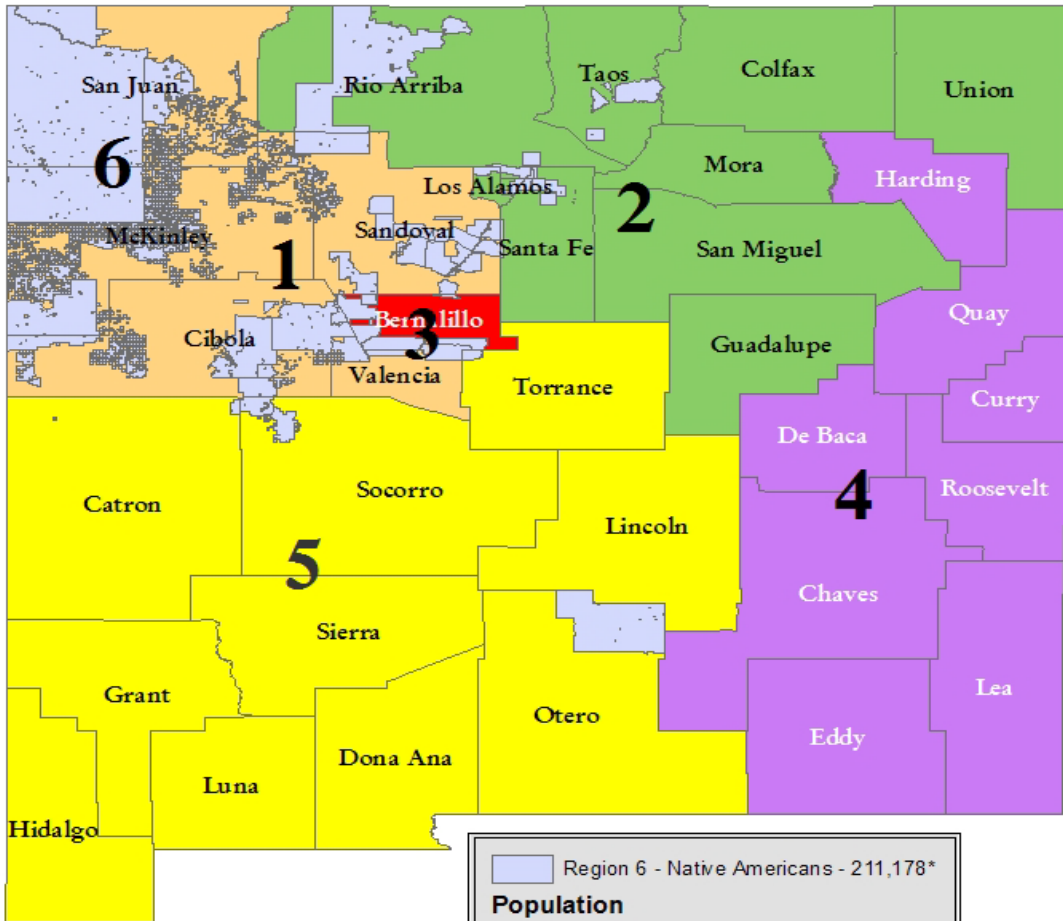 San Juan
Rio Arriba
Taos
Colfax
Union
6
Mora
Harding
Los Alamos
2
McKinley
Sandoval
Santa Fe
San Miguel
1
Bernalillo
Quay
3
Cibola
Guadalupe
Valencia
Torrance
Curry
De Baca
Socorro
Roosevelt
Catron
4
Lincoln
5
Chaves
Sierra
Grant
Lea
Otero
Eddy
Dona Ana
Luna
Hidalgo
Region 6 - Native Americans - 211,178*
Population